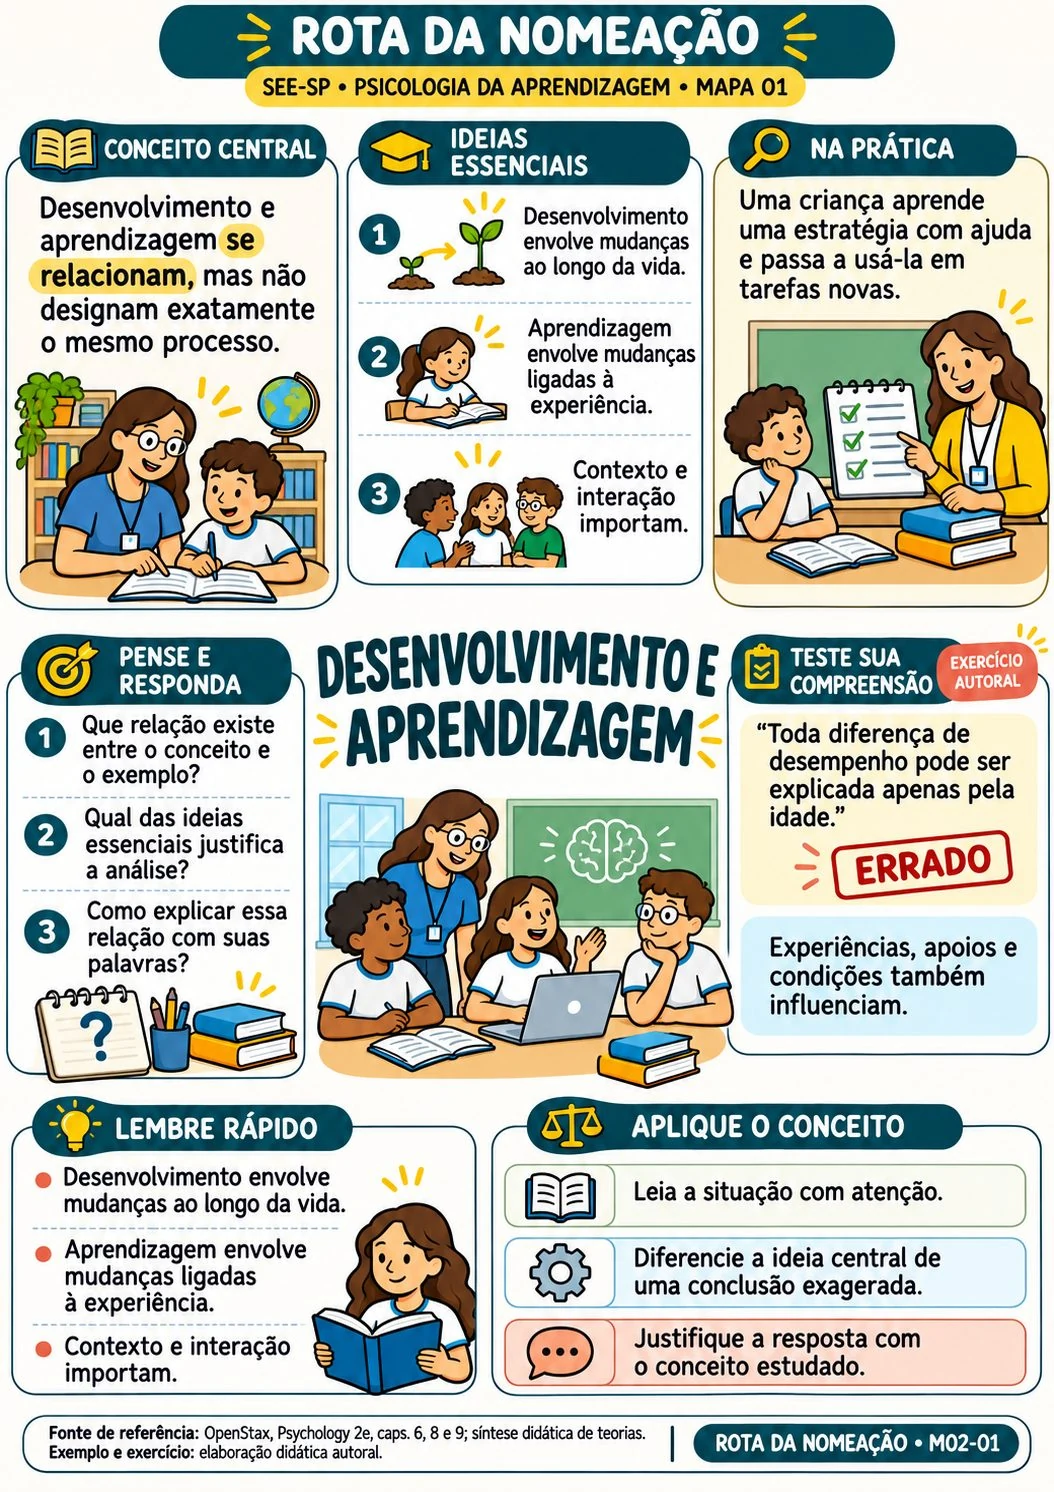 ROTA DA NOMEAÇÃO
SEE-SP • PSICOLOGIA DA APRENDIZAGEM • MAPA 01
CONCEITO CENTRAL
Desenvolvimento e
aprendizagem se
relacionam, mas não
designam exatamente
o mesmo processo.
IDEIAS
ESSENCIAIS
1
Desenvolvimento
envolve mudanças
ao longo da vida.
2
Aprendizagem
envolve mudanças
ligadas à
experiência.
3
Contexto e
interação
importam.
NA PRÁTICA
Uma criança aprende
uma estratégia com ajuda
e passa a usá-la em
tarefas novas.
PENSE E
RESPONDA
1
Que relação existe
entre o conceito e
o exemplo?
2
Qual das ideias
essenciais justifica
a análise?
3
Como explicar essa
relação com suas
palavras?
?
DESENVOLVIMENTO E
APRENDIZAGEM
TESTE SUA
COMPREENSÃO
EXERCÍCIO
AUTORAL
“Toda diferença de
desempenho pode ser
explicada apenas pela
idade.”
ERRADO
Experiências, apoios e
condições também
influenciam.
LEMBRE RÁPIDO
• Desenvolvimento envolve
mudanças ao longo da vida.
• Aprendizagem envolve
mudanças ligadas
à experiência.
• Contexto e interação
importam.
APLIQUE O CONCEITO
Leia a situação com atenção.
Diferencie a ideia central de
uma conclusão exagerada.
Justifique a resposta com
o conceito estudado.
Fonte de referência: OpenStax, Psychology 2e, caps. 6, 8 e 9; síntese didática de teorias.
Exemplo e exercício: elaboração didática autoral.
ROTA DA NOMEAÇÃO • M02-01